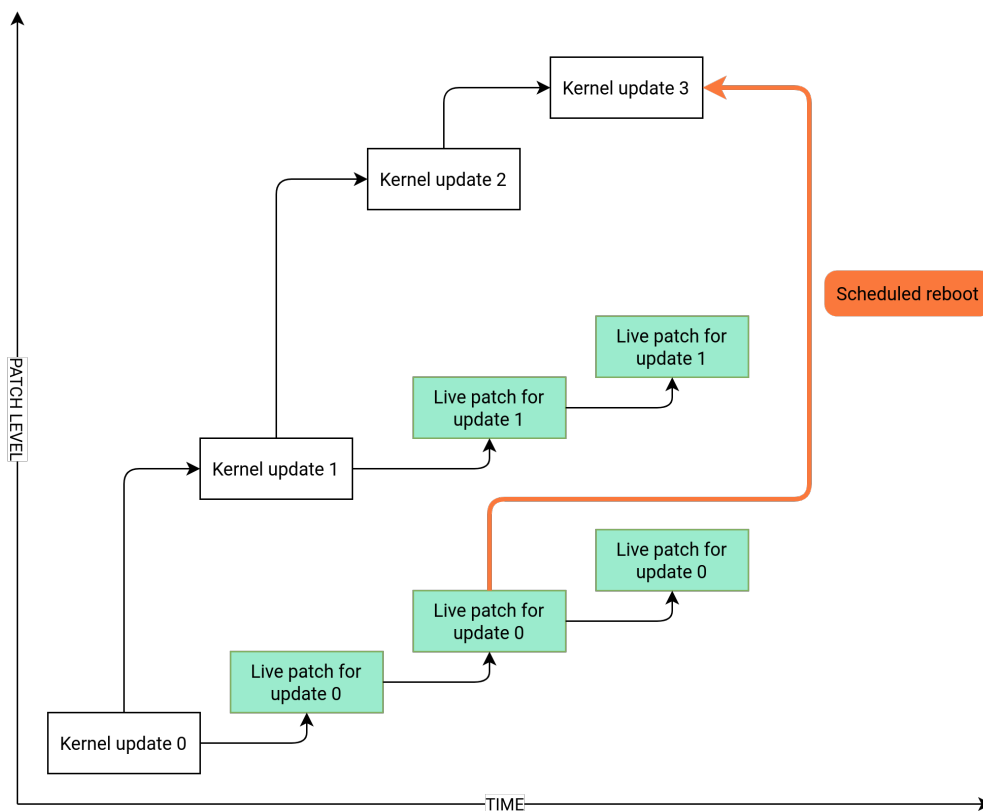 Kernel update 3
Kernel update 2
Scheduled reboot
Live patch for
update 1
Live patch for
update 1
PATCH LEVEL
Kernel update 1
Live patch for
update 0
Live patch for
update 0
Live patch for
update 0
Kernel update 0
TIME